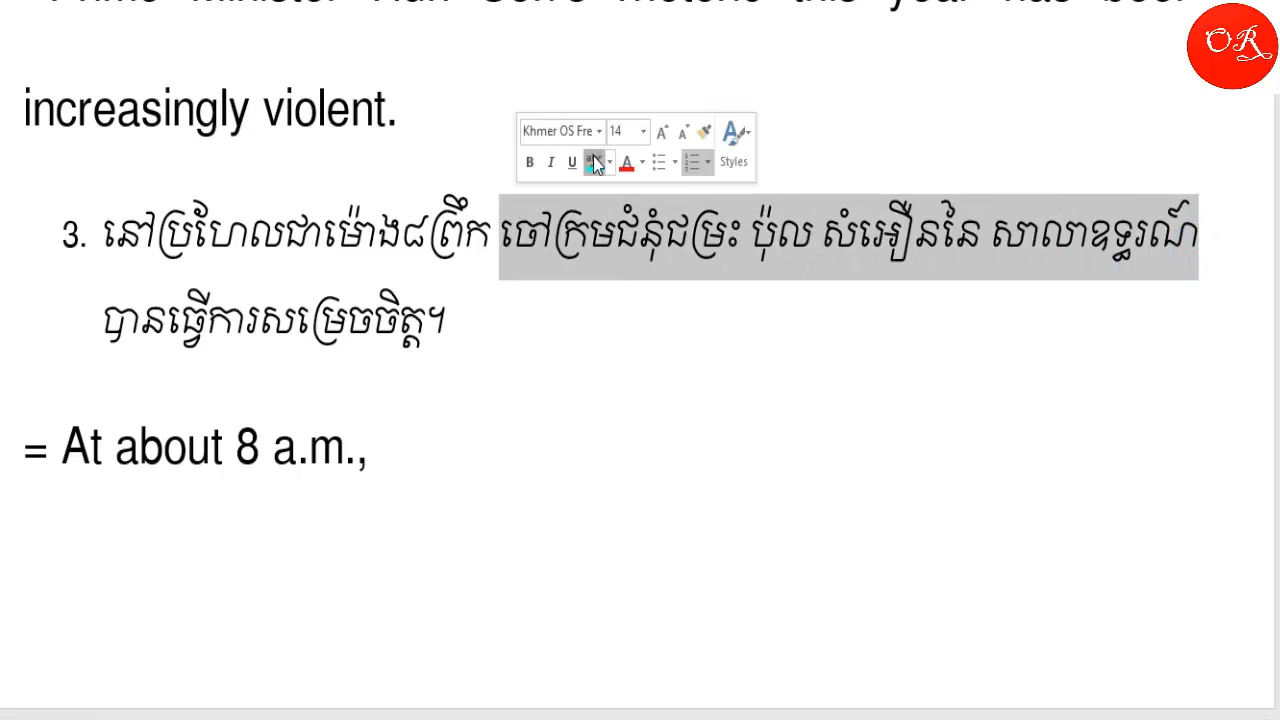 increasingly violent.
Khmer OS Fre 14
B I U A Styles
3. នៅប្រហែលជាម៉ោង៨ព្រឹក ចៅក្រមជំនុំជម្រះ ប៉ុល សំអឿននៃ សាលាឧទ្ធរណ៍
បានធ្វើការសម្រេចចិត្ត។
= At about 8 a.m.,
OR